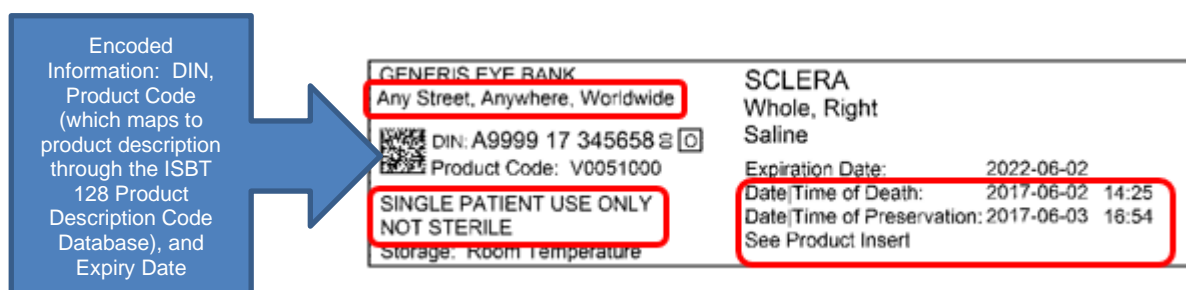 Encoded
Information: DIN,
Product Code
(which maps to
product description
through the ISBT
128 Product
Description Code
Database), and
Expiry Date
GENERIS EYE BANK
Any Street, Anywhere, Worldwide
DIN: A9999 17 345658 00 O
Product Code: V0051000
SINGLE PATIENT USE ONLY
NOT STERILE
Storage: Room Temperature
SCLERA
Whole, Right
Saline
Expiration Date: 2022-06-02
Date|Time of Death: 2017-06-02 14:25
Date|Time of Preservation: 2017-06-03 16:54
See Product Insert